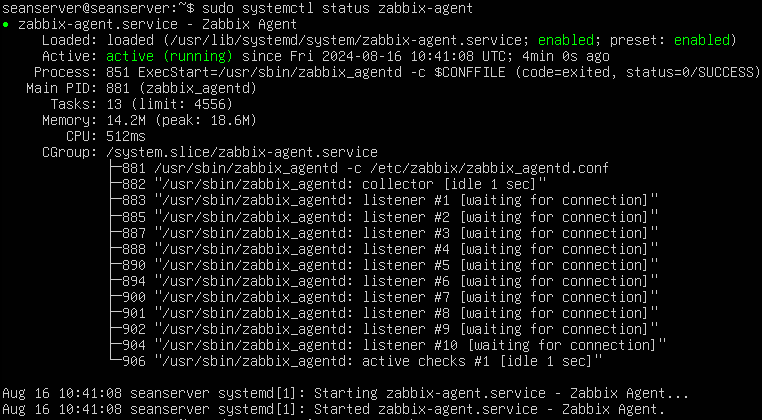 seanserver@seanserver:~$ sudo systemctl status zabbix-agent
● zabbix-agent.service - Zabbix Agent
     Loaded: loaded (/usr/lib/systemd/system/zabbix-agent.service; enabled; preset: enabled)
     Active: active (running) since Fri 2024-08-16 10:41:08 UTC; 4min 0s ago
    Process: 851 ExecStart=/usr/sbin/zabbix_agentd -c $CONFFILE (code=exited, status=0/SUCCESS)
   Main PID: 881 (zabbix_agentd)
      Tasks: 13 (limit: 4556)
     Memory: 14.2M (peak: 18.6M)
        CPU: 512ms
     CGroup: /system.slice/zabbix-agent.service
             ├─881 /usr/sbin/zabbix_agentd -c /etc/zabbix/zabbix_agentd.conf
             ├─882 "/usr/sbin/zabbix_agentd: collector [idle 1 sec]"
             ├─883 "/usr/sbin/zabbix_agentd: listener #1 [waiting for connection]"
             ├─885 "/usr/sbin/zabbix_agentd: listener #2 [waiting for connection]"
             ├─887 "/usr/sbin/zabbix_agentd: listener #3 [waiting for connection]"
             ├─888 "/usr/sbin/zabbix_agentd: listener #4 [waiting for connection]"
             ├─890 "/usr/sbin/zabbix_agentd: listener #5 [waiting for connection]"
             ├─894 "/usr/sbin/zabbix_agentd: listener #6 [waiting for connection]"
             ├─900 "/usr/sbin/zabbix_agentd: listener #7 [waiting for connection]"
             ├─901 "/usr/sbin/zabbix_agentd: listener #8 [waiting for connection]"
             ├─902 "/usr/sbin/zabbix_agentd: listener #9 [waiting for connection]"
             ├─904 "/usr/sbin/zabbix_agentd: listener #10 [waiting for connection]"
             └─906 "/usr/sbin/zabbix_agentd: active checks #1 [idle 1 sec]"
Aug 16 10:41:08 seanserver systemd[1]: Starting zabbix-agent.service - Zabbix Agent...
Aug 16 10:41:08 seanserver systemd[1]: Started zabbix-agent.service - Zabbix Agent.